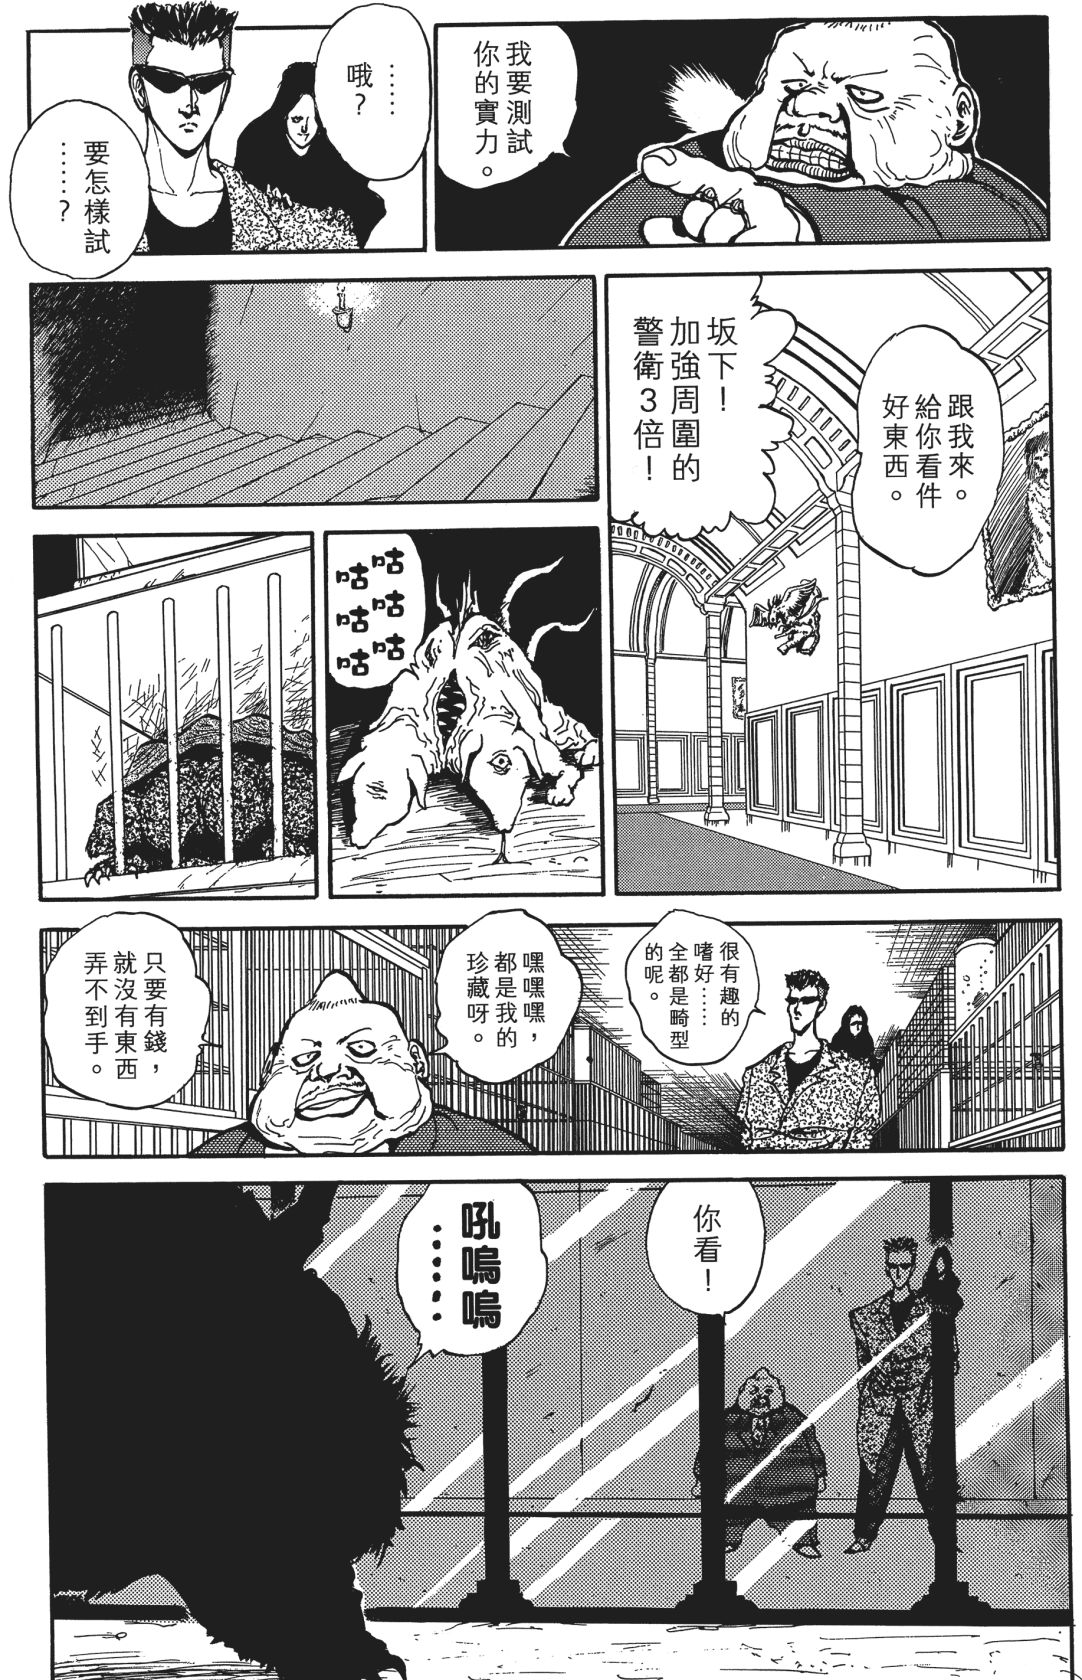 我要測試
你的實力。
……
哦？
要怎樣試
……？
跟我來。
給你看件
好東西。
坂下！
加強周圍的
警衛3倍！
咕咕
咕咕
咕咕
很有趣的
嗜好……
全都是畸型
的呢。
嘿嘿嘿，
都是我的
珍藏呀。
只要有錢，
就沒有東西
弄不到手。
你看！
吼嗚嗚
……